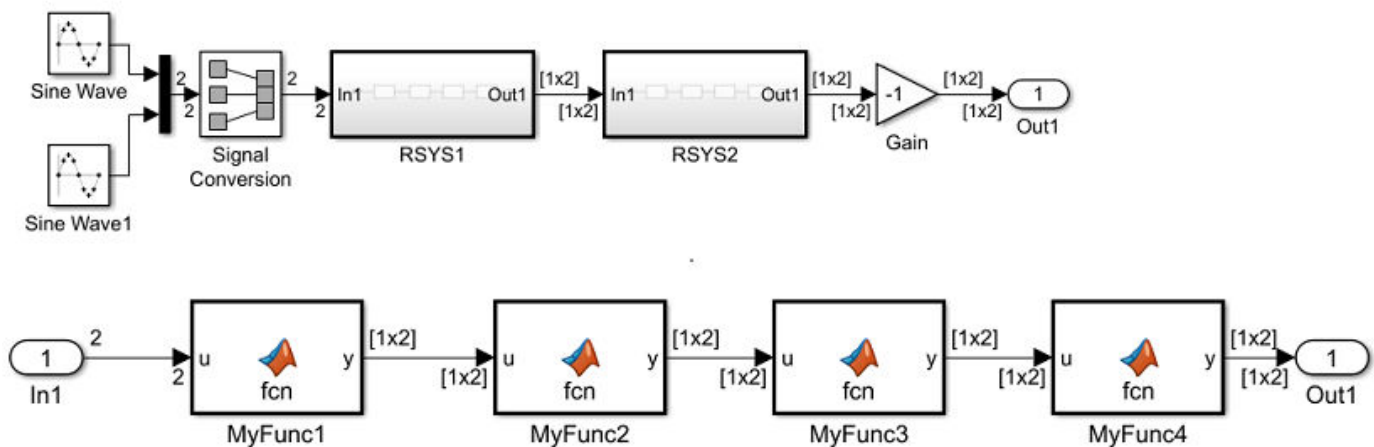 Sine Wave
2
2
Signal
Conversion
2
2
In1
Out1
RSYS1
[1x2]
[1x2]
In1
Out1
RSYS2
[1x2]
[1x2]
-1
Gain
[1x2]
[1x2]
1
Out1
Sine Wave1
1
In1
2
2
u
y
fcn
MyFunc1
[1x2]
[1x2]
u
y
fcn
MyFunc2
[1x2]
[1x2]
u
y
fcn
MyFunc3
[1x2]
[1x2]
u
y
fcn
MyFunc4
[1x2]
[1x2]
1
Out1